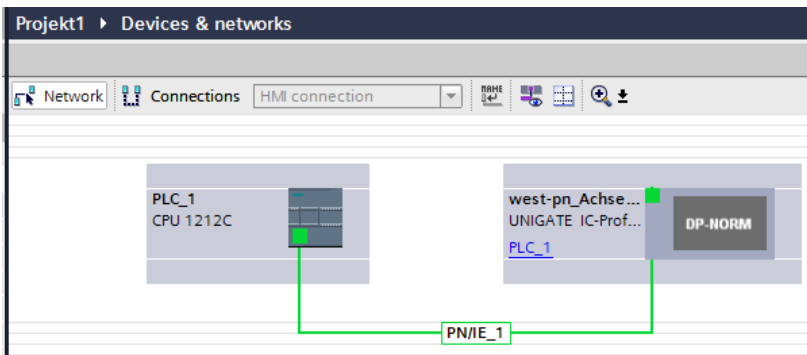 Projekt1 ▸ Devices & networks
Network Connections HMI connection NAME
PLC_1
CPU 1212C
west-pn_Achse...
UNIGATE IC-Prof...
PLC_1
DP-NORM
PN/IE_1